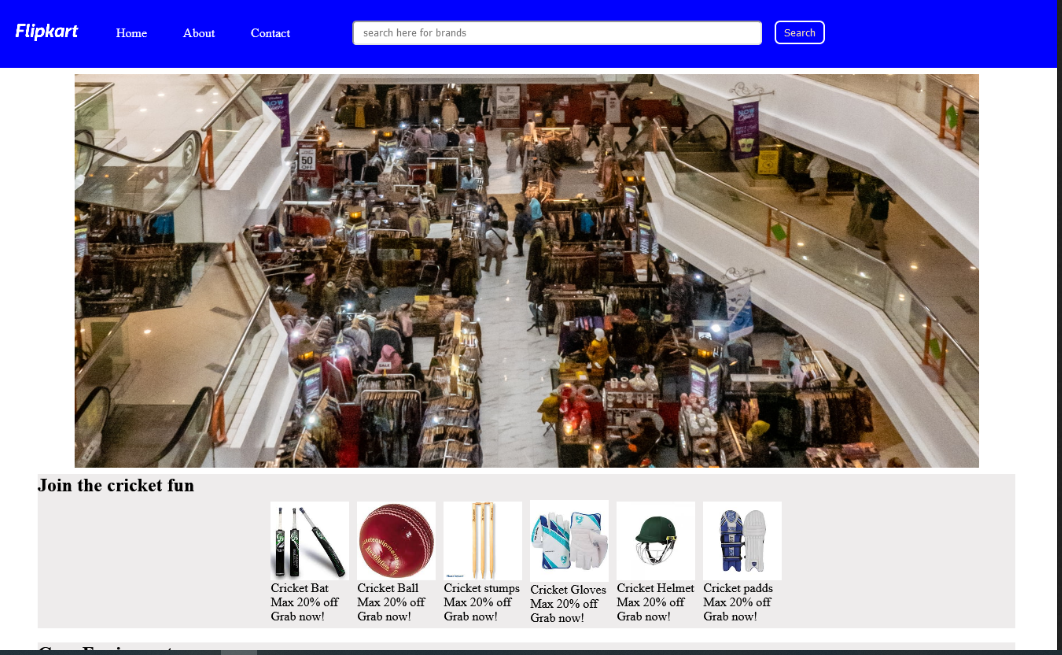 Flipkart
Home
About
Contact
search here for brands
Search
50
Join the cricket fun
Cricket Bat
Max 20% off
Grab now!
Cricket Ball
Max 20% off
Grab now!
Cricket stumps
Max 20% off
Grab now!
Cricket Gloves
Max 20% off
Grab now!
Cricket Helmet
Max 20% off
Grab now!
Cricket padds
Max 20% off
Grab now!